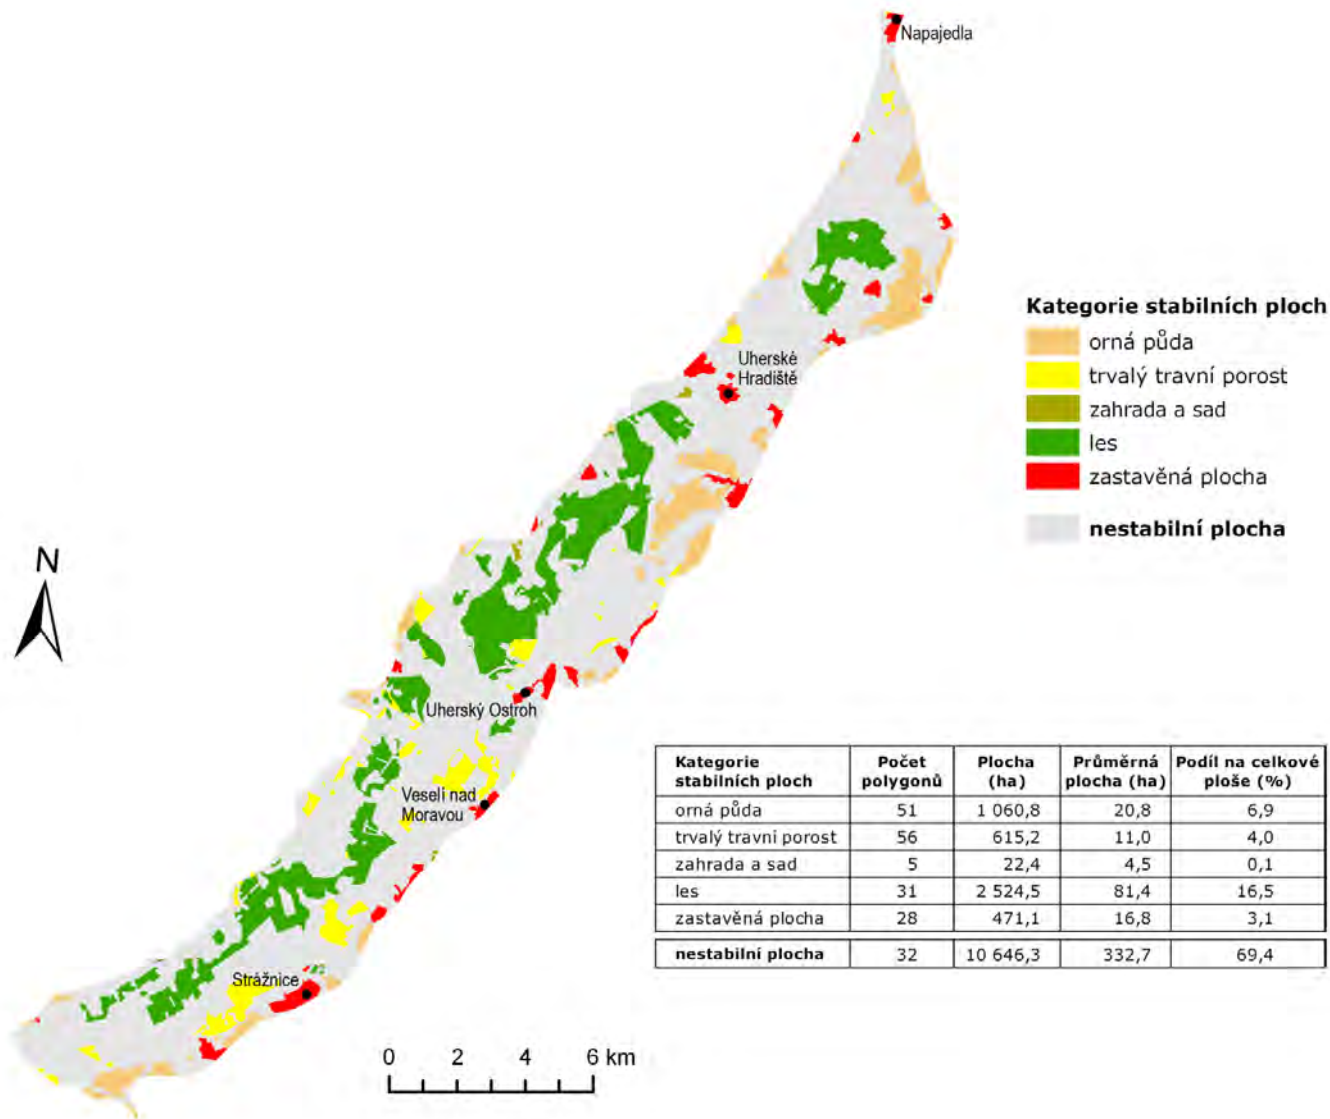 Napajedla
Kategorie stabilních ploch
orná půda
trvalý travní porost
zahrada a sad
les
zastavěná plocha
nestabilní plocha
Uherské
Hradiště
N
Uherský Ostroh
Veselí nad
Moravou
Strážnice
0 2 4 6 km
Kategorie stabilních ploch Počet polygonů Plocha (ha) Průměrná plocha (ha) Podíl na celkové ploše (%)
orná půda 51 1 060,8 20,8 6,9
trvalý travni porost 56 615,2 11,0 4,0
zahrada a sad 5 22,4 4,5 0,1
les 31 2 524,5 81,4 16,5
zastavěná plocha 28 471,1 16,8 3,1
nestabilní plocha 32 10 646,3 332,7 69,4